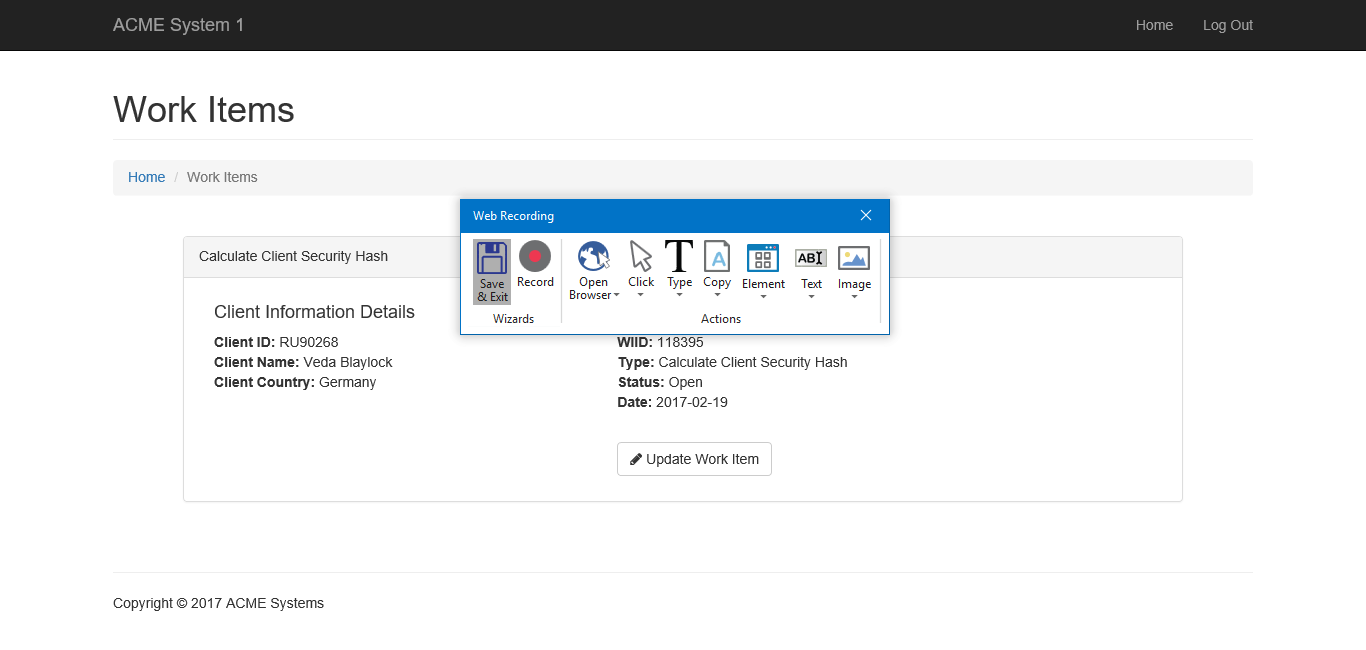 ACME System 1
Home Log Out
Work Items
Home / Work Items
Web Recording
Calculate Client Security Hash
Save & Exit
Record
Open Browser
Click
Type
Copy
Element
ABI
Text
Image
Wizards
Actions
Client Information Details
Client ID: RU90268
Client Name: Veda Blaylock
Client Country: Germany
WIID: 118395
Type: Calculate Client Security Hash
Status: Open
Date: 2017-02-19
Update Work Item
Copyright © 2017 ACME Systems